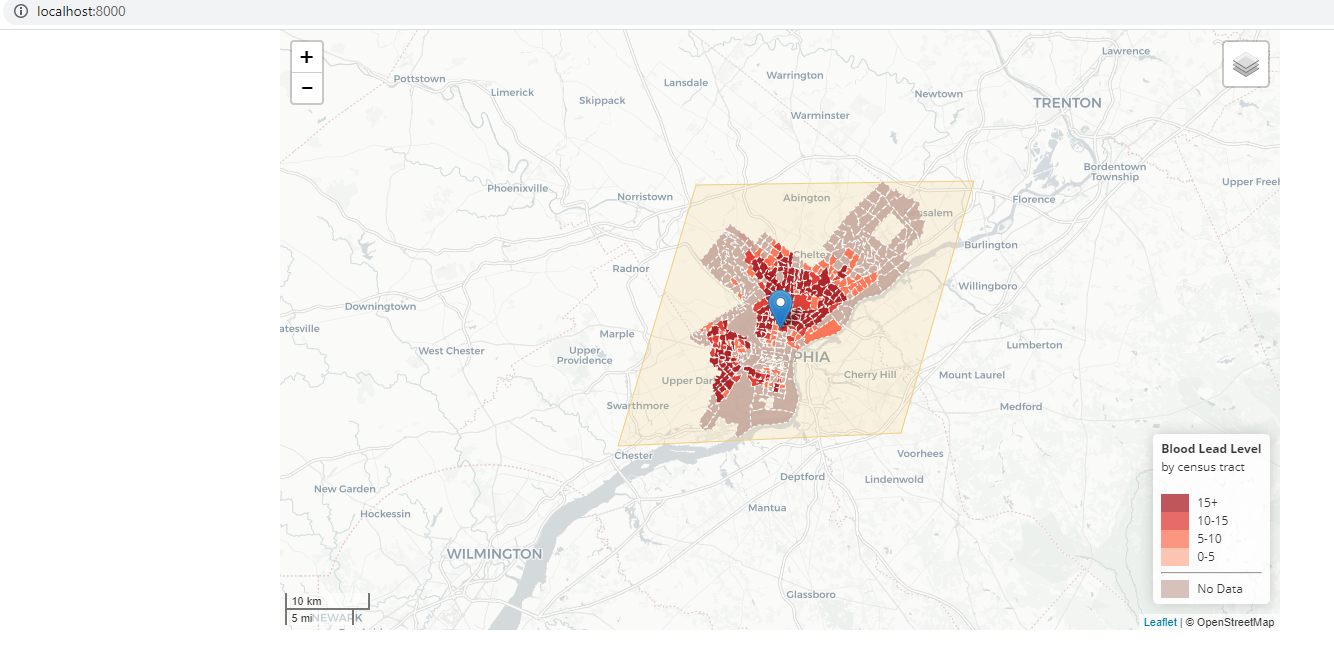 localhost:8000
+
−
Lawrence
Pottstown
Lansdale
Warrington
Limerick
Skippack
Newtown
TRENTON
Warminster
Bordentown
Township
Phoenixville
Norristown
Abington
Upper Freeh
Florence
nsalem
Burlington
Chelte
Radnor
Willingboro
Downingtown
atesville
Marple
Lumberton
West Chester
Upper
Providence
PHIA
Cherry Hill
Mount Laurel
Upper Dar
Swarthmore
Medford
Chester
Voorhees
Blood Lead Level
by census tract
Deptford
Lindenwold
New Garden
15+
Mantua
Hockessin
10-15
5-10
WILMINGTON
0-5
No Data
Glassboro
10 km
5 mi
NEWARK
Leaflet | © OpenStreetMap